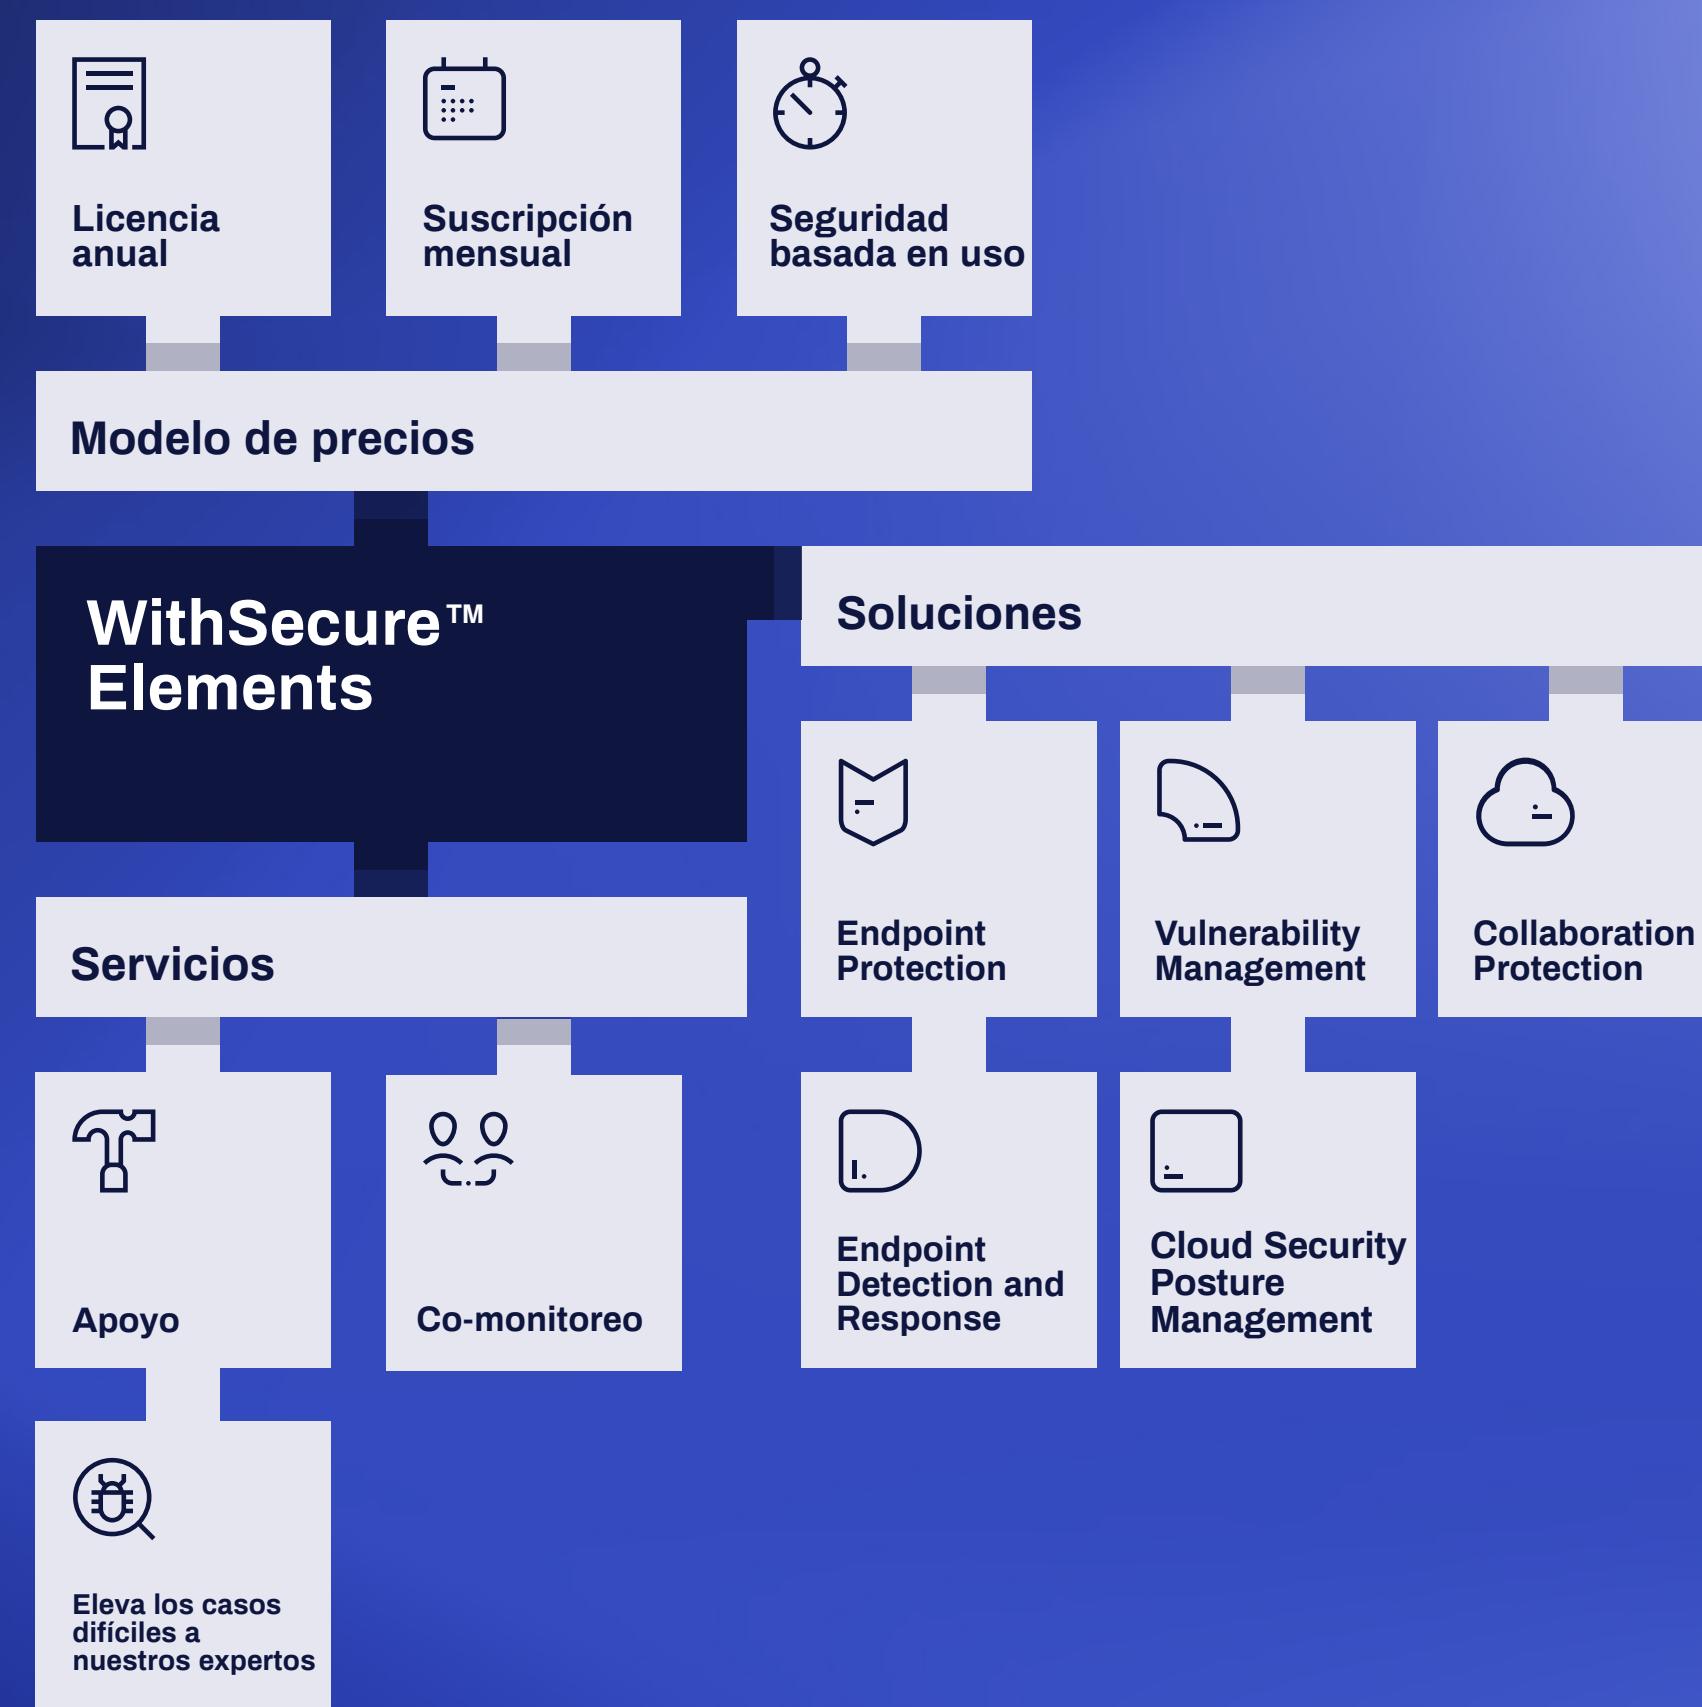 Licencia
anual
Suscripción
mensual
Seguridad
basada en uso
Modelo de precios
WithSecure™
Elements
Soluciones
Endpoint
Protection
Vulnerability
Management
Collaboration
Protection
Servicios
Apoyo
Co-monitoreo
Endpoint
Detection and
Response
Cloud Security
Posture
Management
Eleva los casos
difíciles a
nuestros expertos